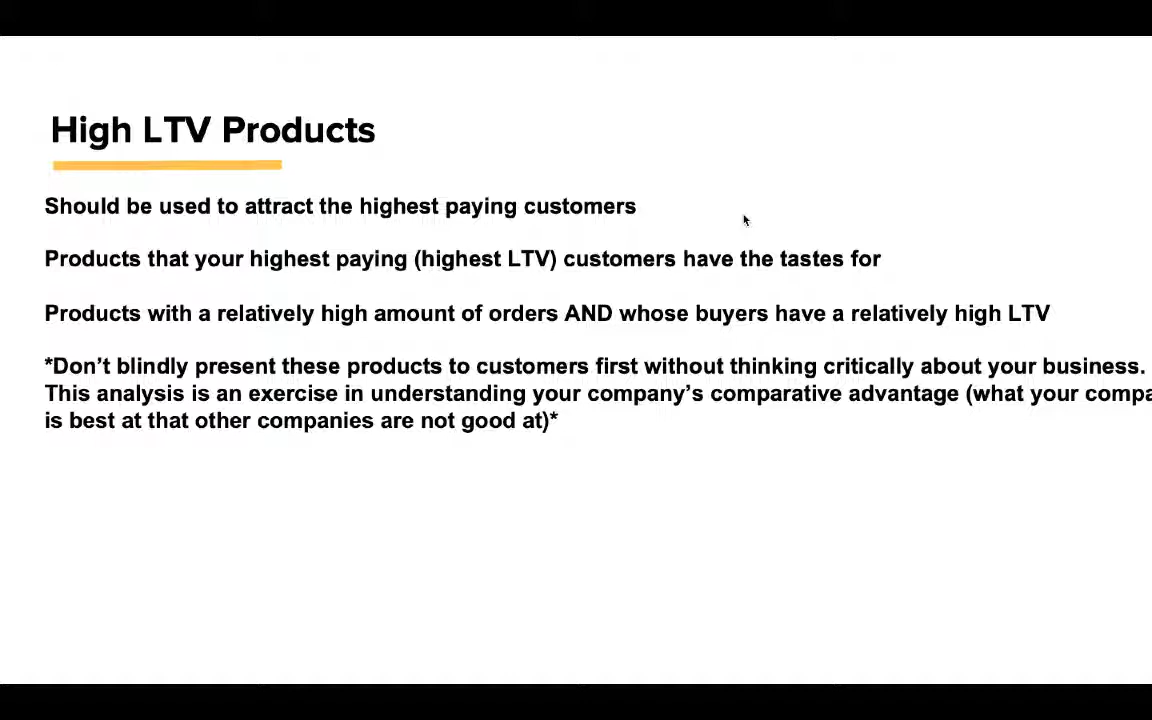 High LTV Products
Should be used to attract the highest paying customers
Products that your highest paying (highest LTV) customers have the tastes for
Products with a relatively high amount of orders AND whose buyers have a relatively high LTV
*Don’t blindly present these products to customers first without thinking critically about your business.
This analysis is an exercise in understanding your company’s comparative advantage (what your compa
is best at that other companies are not good at)*